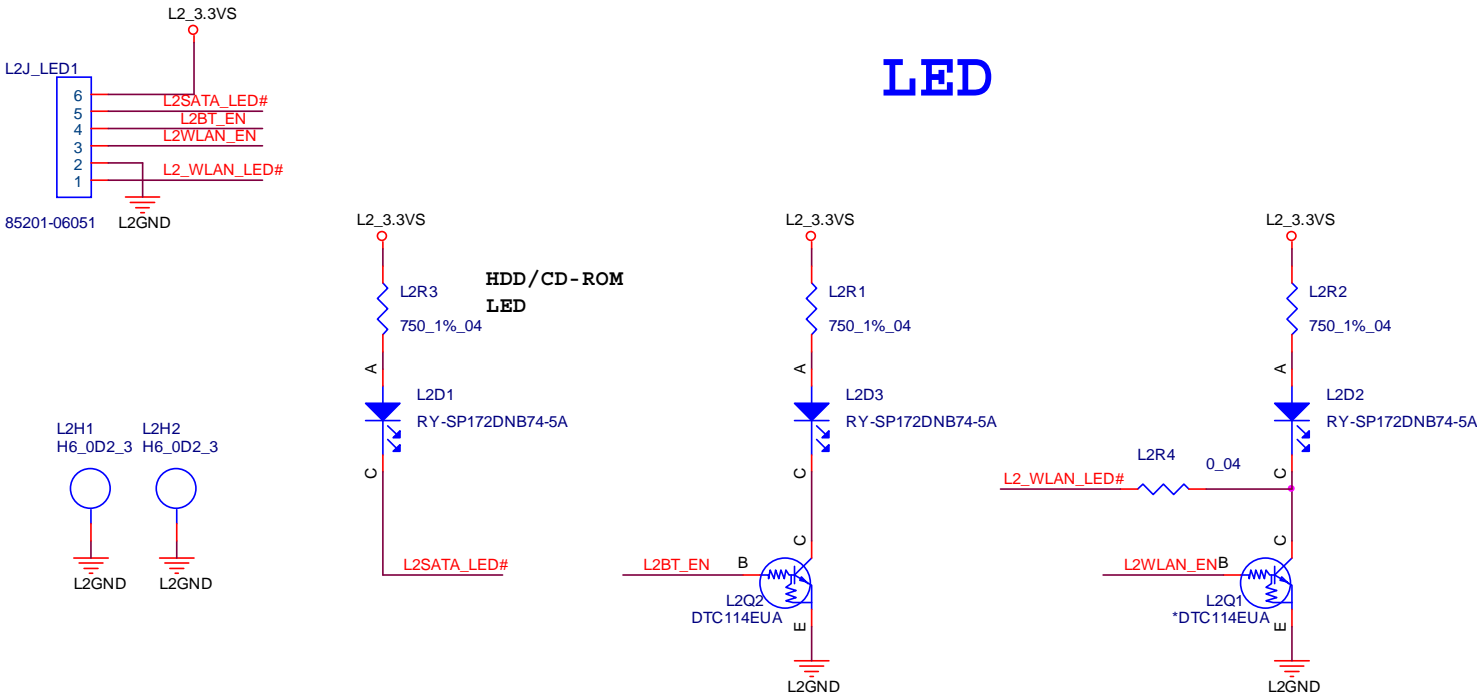 L2_3.3VS
LED
L2J_LED1
6
5
4
3
2
1
L2SATA_LED#
L2BT_EN
L2WLAN_EN
L2_WLAN_LED#
85201-06051
L2GND
L2_3.3VS
L2R3
750_1%_04
HDD/CD-ROM
LED
A
L2D1
RY-SP172DNB74-5A
C
L2SATA_LED#
L2_3.3VS
L2R1
750_1%_04
A
L2D3
RY-SP172DNB74-5A
C
C
L2BT_EN
B
L2Q2
DTC114EUA
E
L2GND
L2_3.3VS
L2R2
750_1%_04
A
L2D2
RY-SP172DNB74-5A
C
L2R4
0_04
L2_WLAN_LED#
C
L2WLAN_EN
B
L2Q1
*DTC114EUA
E
L2GND
L2H1
H6_0D2_3
L2GND
L2H2
H6_0D2_3
L2GND